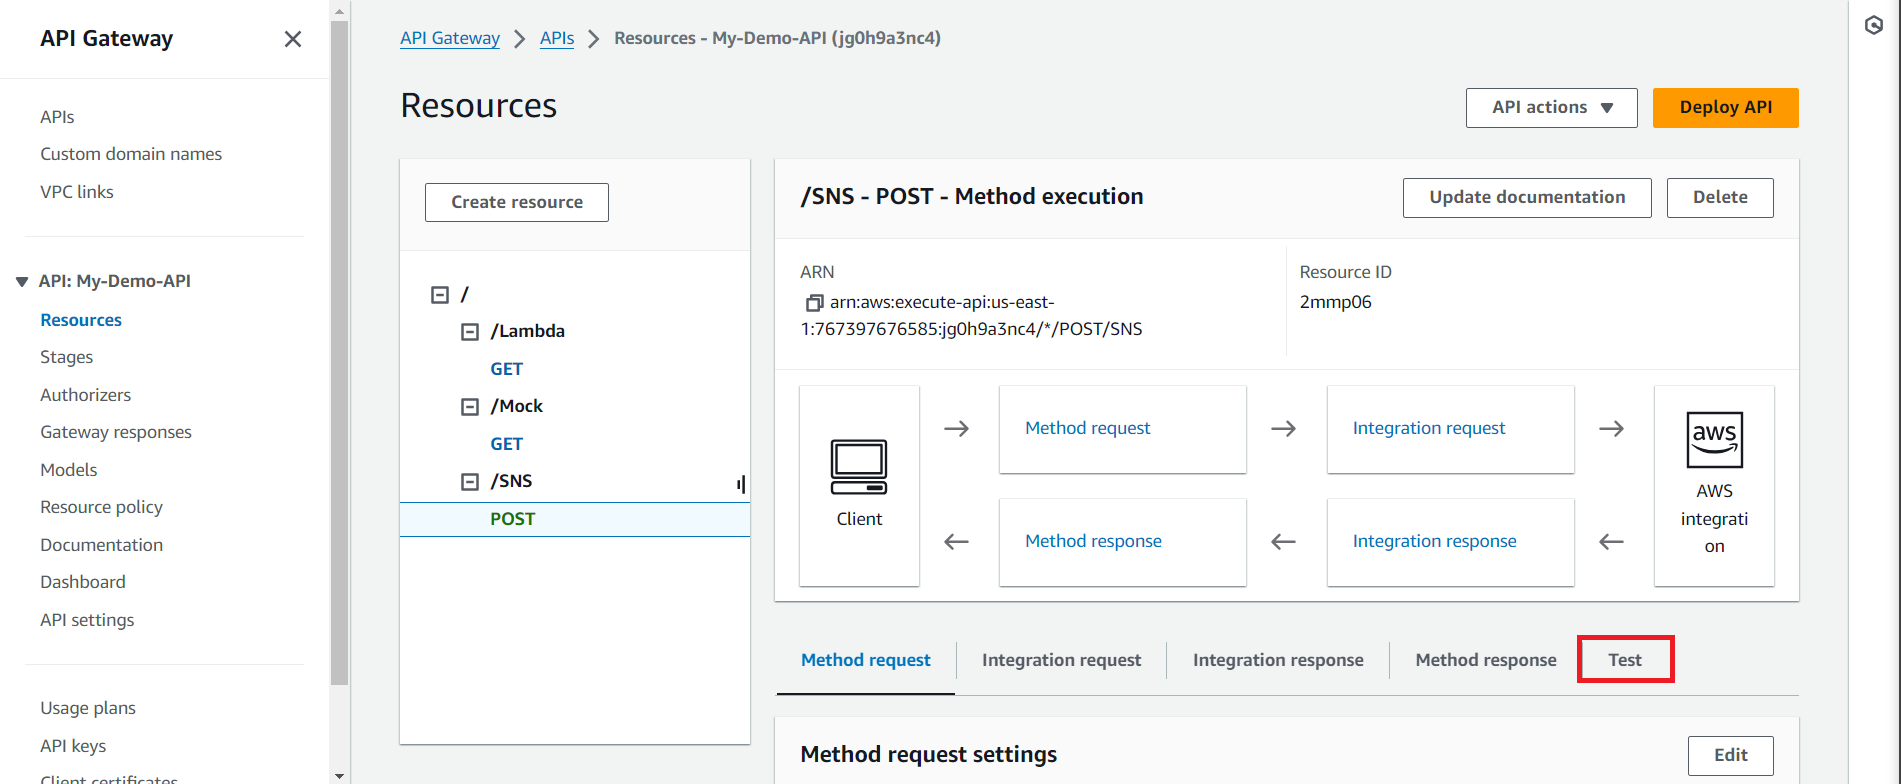 API Gateway
APIs
Custom domain names
VPC links
API: My-Demo-API
Resources
Stages
Authorizers
Gateway responses
Models
Resource policy
Documentation
Dashboard
API settings
Usage plans
API keys
Client certificates
API Gateway
APIs
Resources - My-Demo-API (jg0h9a3nc4)
Resources
API actions
Deploy API
Create resource
/
/Lambda
GET
/Mock
GET
/SNS
POST
/SNS - POST - Method execution
Update documentation
Delete
ARN
arn:aws:execute-api:us-east-
1:767397676585:jg0h9a3nc4/*/POST/SNS
Resource ID
2mmp06
Client
Method request
Integration request
Method response
Integration response
aws
AWS
integrati
on
Method request
Integration request
Integration response
Method response
Test
Method request settings
Edit